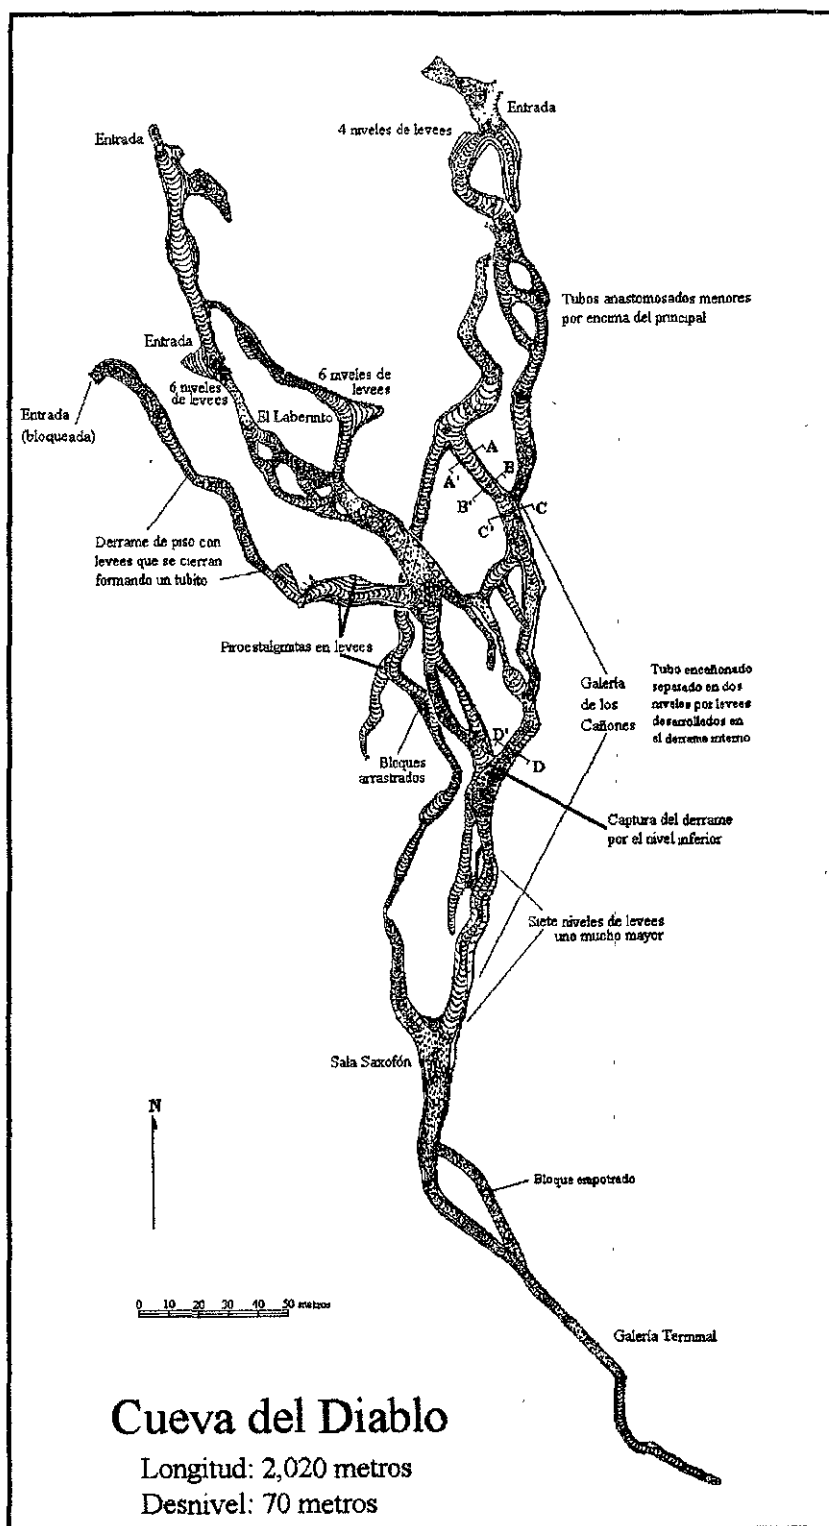 Entrada
4 niveles de levees
Entrada
Tubos anastomosados menores
por encima del principal
Entrada
6 niveles
de levees
6 niveles de
levees
El Laberinto
Entrada
(bloqueada)
A
A'
B
B'
C
C'
Derrame de piso con
levees que se cierran
formando un tubito
Piroestalgmitas en levees
Galería
de los
Cañones
Tubo encañonado
separado en dos
niveles por levees
desarrollados en
el derrame interno
D'
D
Bloques
arrastrados
Captura del derrame
por el nivel inferior
Siete niveles de levees
uno mucho mayor
Sala Saxofón
N
Bloque empotrado
0 10 20 30 50 metros
Galería Terminal
Cueva del Diablo
Longitud: 2,020 metros
Desnivel: 70 metros